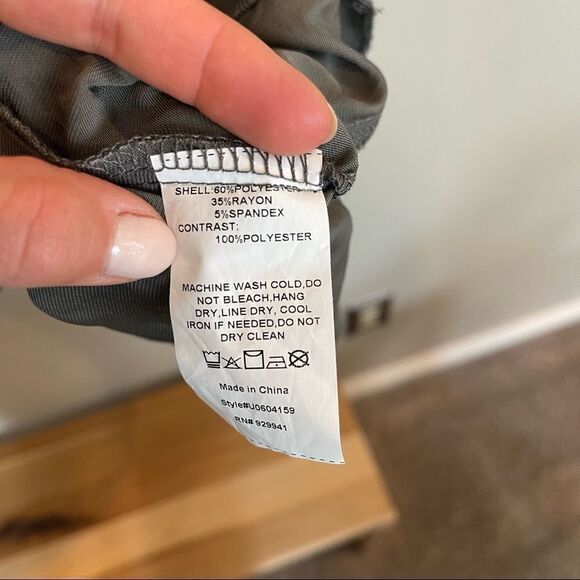 SHELL:60%POLYESTER
35%RAYON
5%SPANDEX
CONTRAST:
100%POLYESTER
MACHINE WASH COLD,DO
NOT BLEACH,HANG
DRY,LINE DRY, COOL
IRON IF NEEDED,DO NOT
DRY CLEAN
Made in China
Style#U0604159
RN# 929941